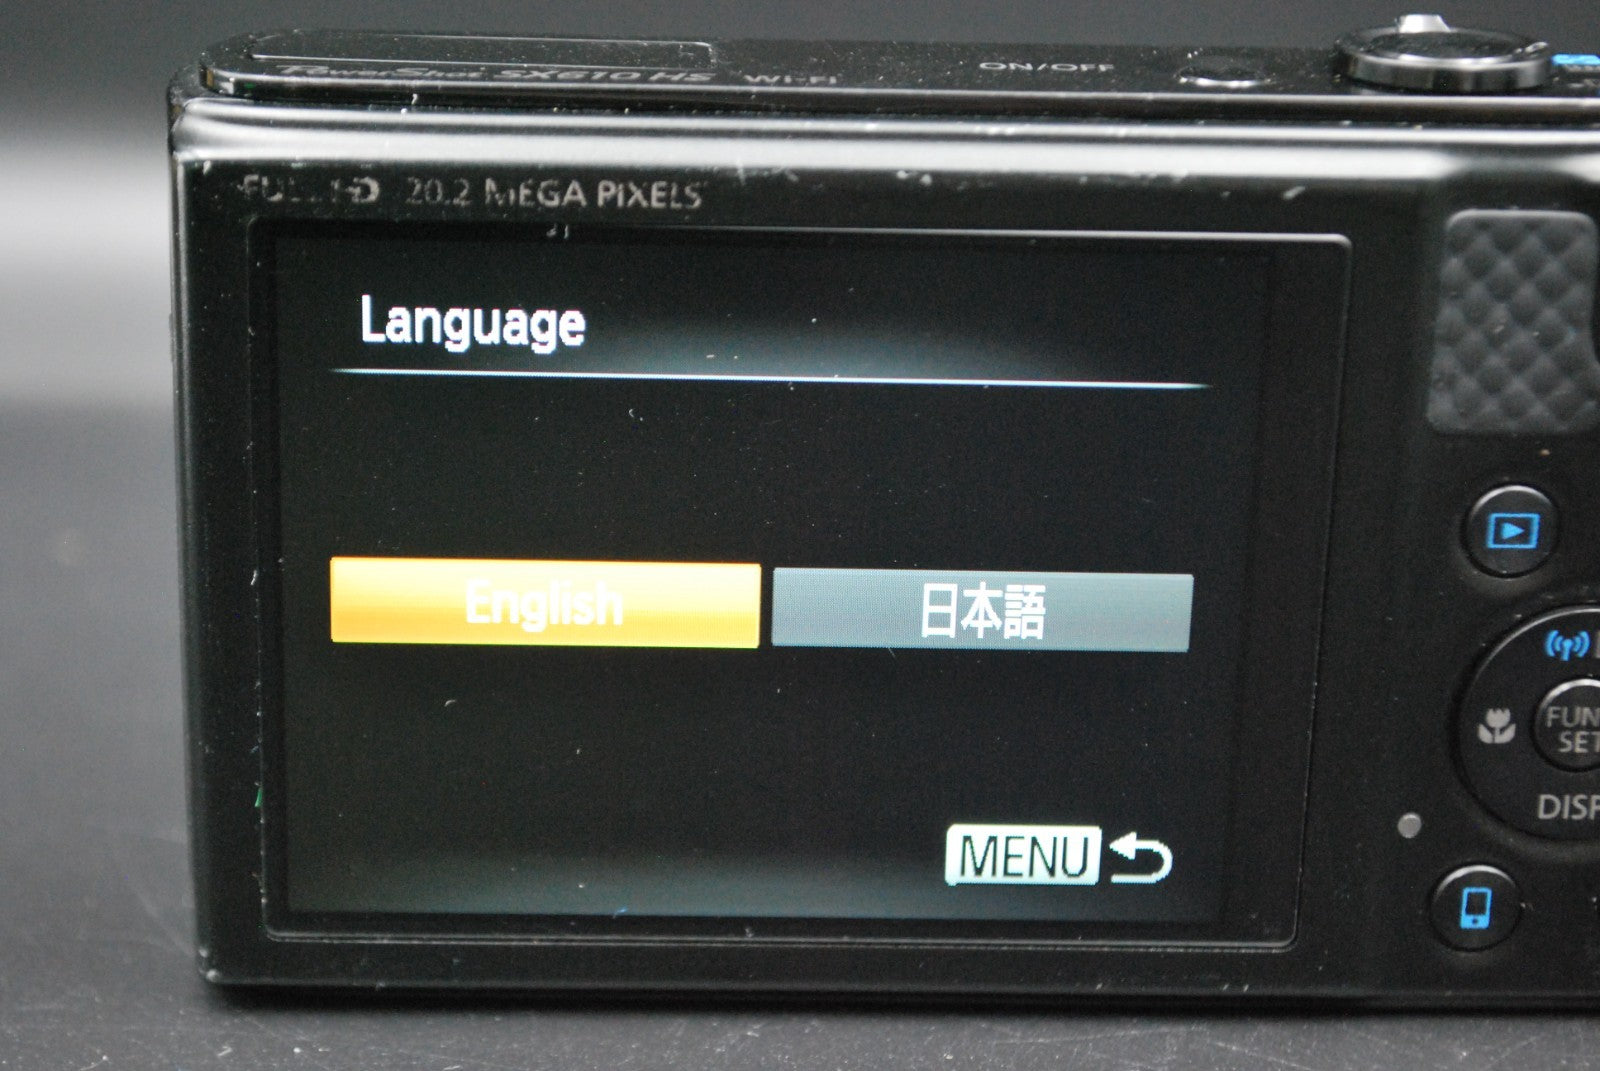 PowerShot SX610 HS Wi-Fi
ON/OFF
FULL HD 20.2 MEGA PIXELS
Language
English
日本語
MENU
FUN
SET
DISP